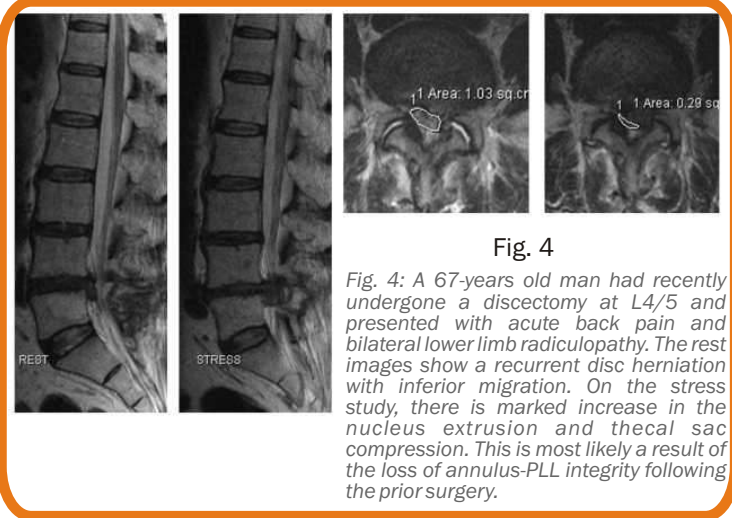 REST
STRESS
1
1 Area: 1.03 sq.cr
1
1 Area: 0.29 sq
Fig. 4
Fig. 4: A 67-years old man had recently
undergone a discectomy at L4/5 and
presented with acute back pain and
bilateral lower limb radiculopathy. The rest
images show a recurrent disc herniation
with inferior migration. On the stress
study, there is marked increase in the
nucleus extrusion and thecal sac
compression. This is most likely a result of
the loss of annulus-PLL integrity following
the prior surgery.